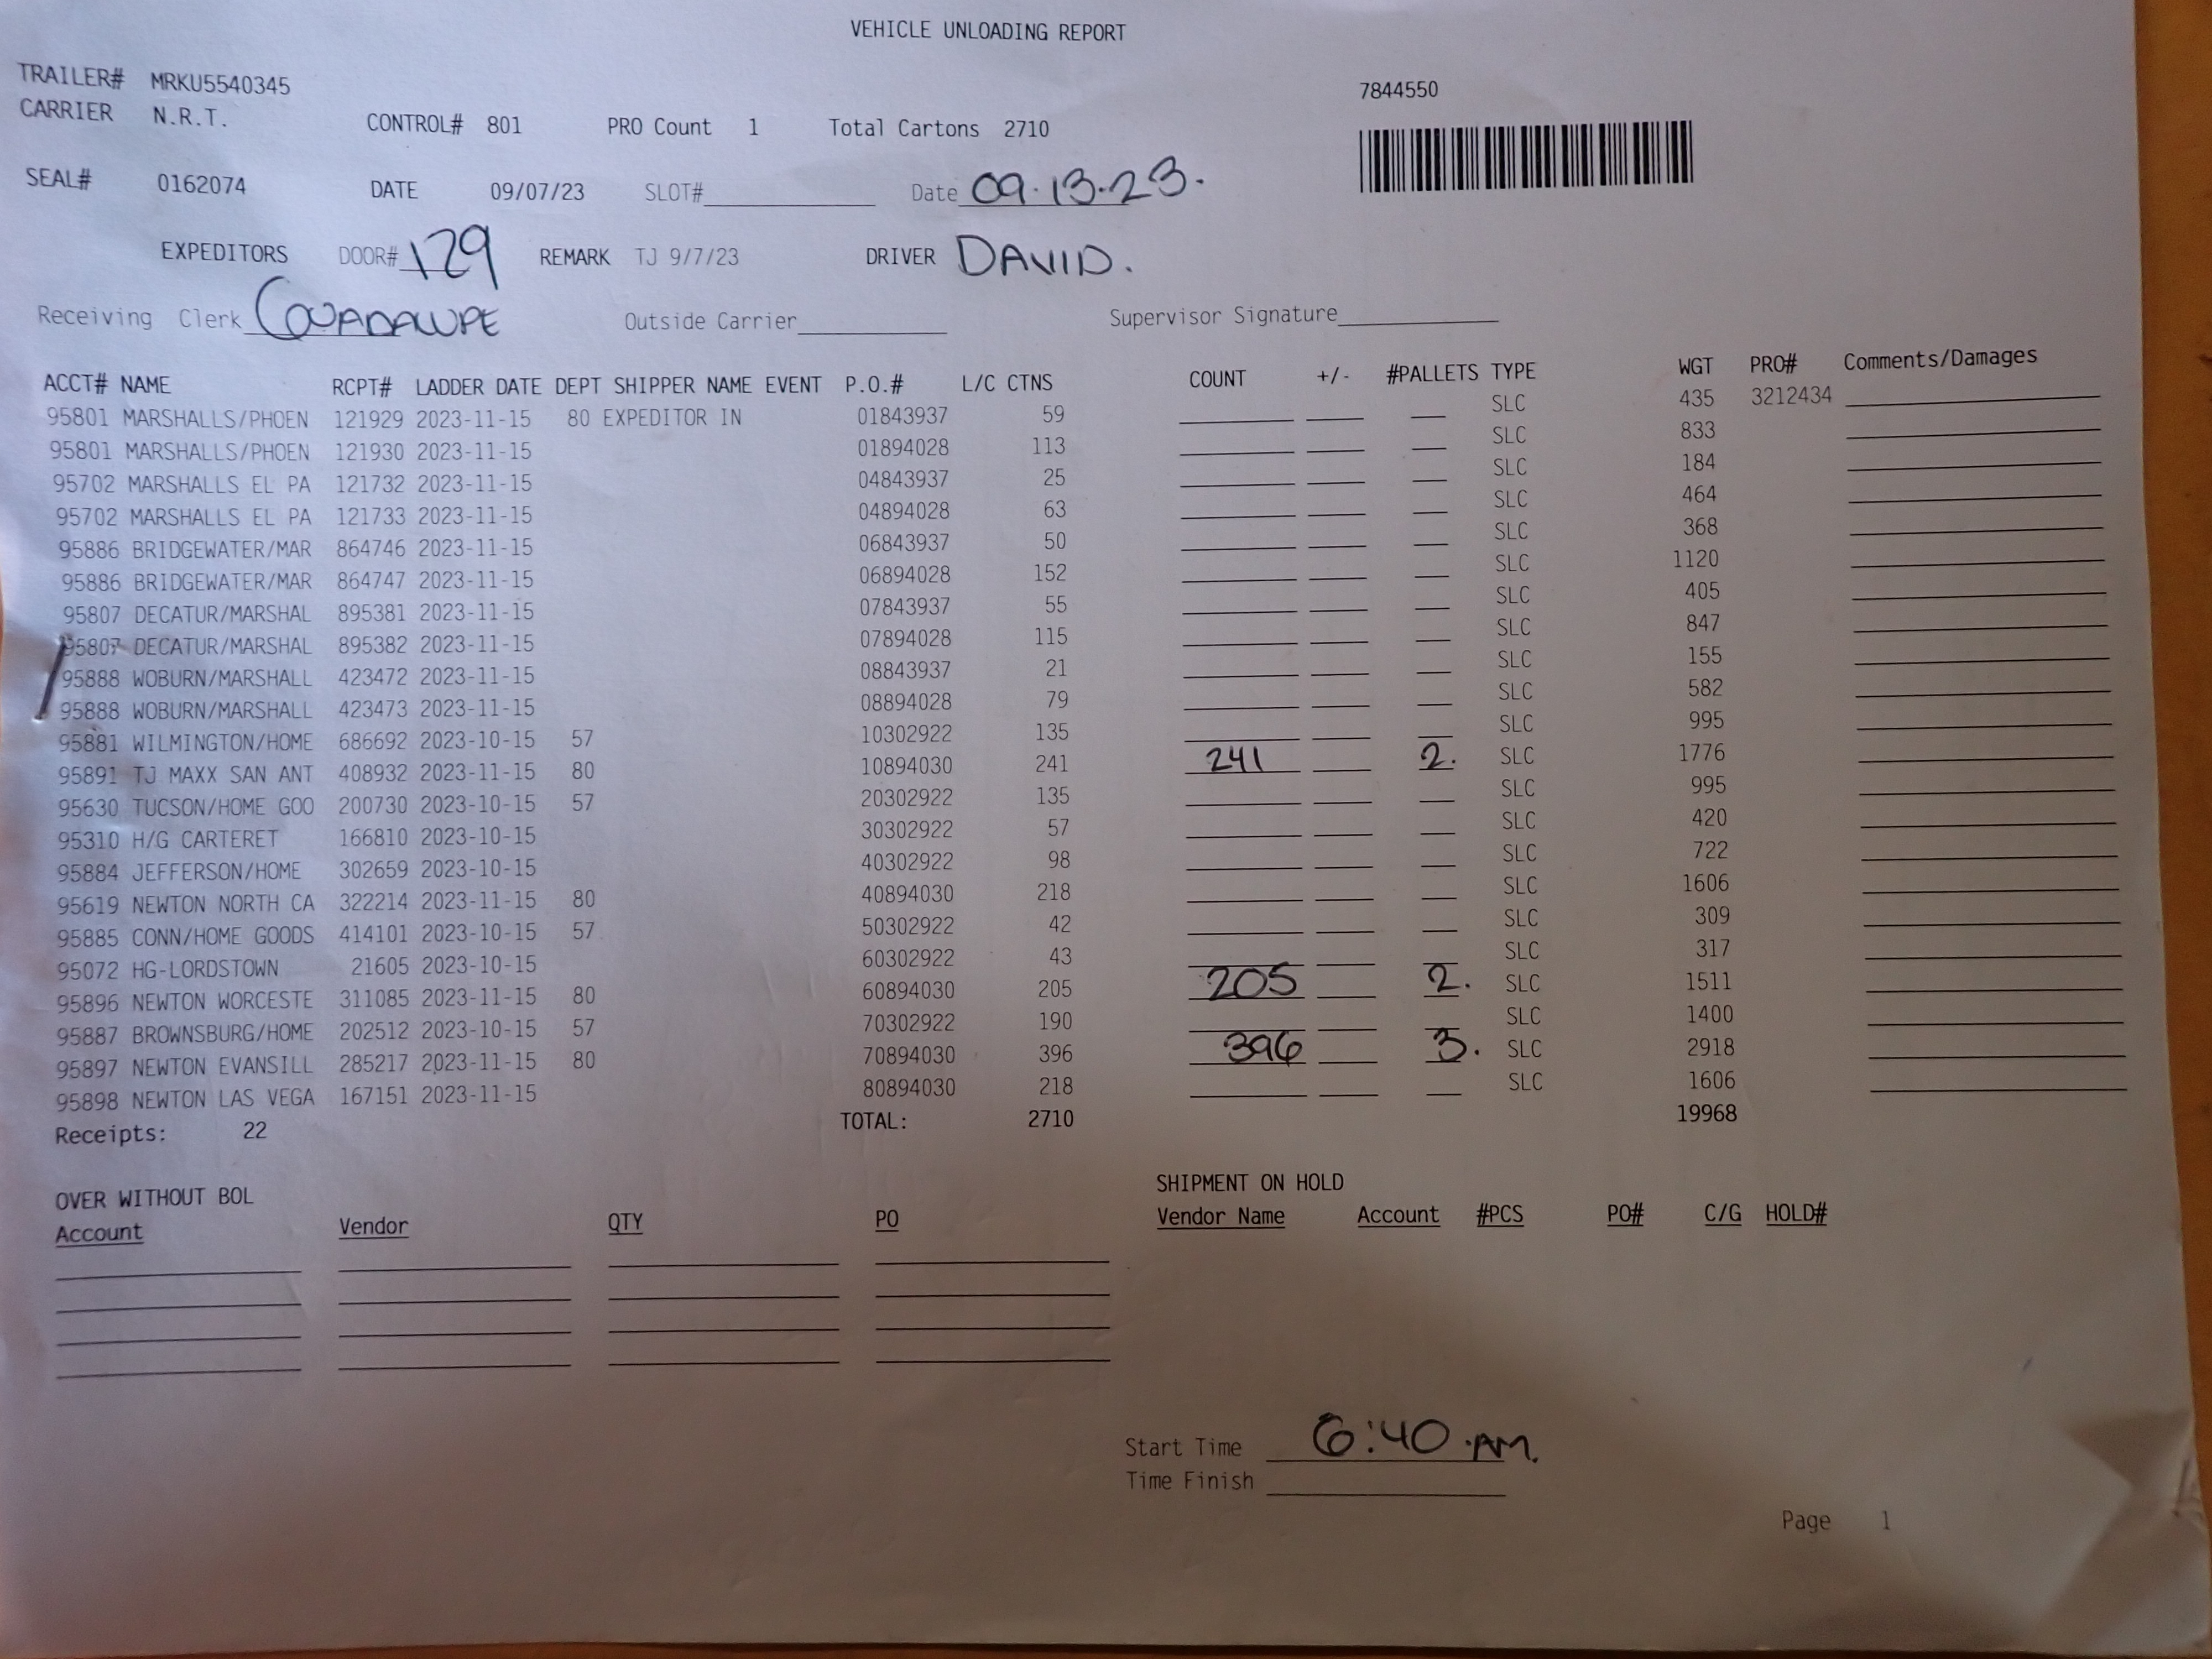 VEHICLE UNLOADING REPORT
TRAILER# MRKU5540345
7844550
CARRIER N.R.T. CONTROL# 801 PRO Count 1 Total Cartons 2710
SEAL# 0162074 DATE 09/07/23 SLOT# Date 09.13.23.
EXPEDITORS DOOR# 129 REMARK TJ 9/7/23 DRIVER DAVID.
Receiving Clerk GUADALUPE Outside Carrier Supervisor Signature
ACCT# NAME RCPT# LADDER DATE DEPT SHIPPER NAME EVENT P.O.# L/C CTNS COUNT +/- #PALLETS TYPE WGT PRO# Comments/Damages
95801 MARSHALLS/PHOEN 121929 2023-11-15 80 EXPEDITOR IN 01843937 59 SLC 435 3212434
95801 MARSHALLS/PHOEN 121930 2023-11-15 01894028 113 SLC 833
95702 MARSHALLS EL PA 121732 2023-11-15 04843937 25 SLC 184
95702 MARSHALLS EL PA 121733 2023-11-15 04894028 63 SLC 464
95886 BRIDGEWATER/MAR 864746 2023-11-15 06843937 50 SLC 368
95886 BRIDGEWATER/MAR 864747 2023-11-15 06894028 152 SLC 1120
95807 DECATUR/MARSHAL 895381 2023-11-15 07843937 55 SLC 405
95807 DECATUR/MARSHAL 895382 2023-11-15 07894028 115 SLC 847
95888 WOBURN/MARSHALL 423472 2023-11-15 08843937 21 SLC 155
95888 WOBURN/MARSHALL 423473 2023-11-15 08894028 79 SLC 582
95881 WILMINGTON/HOME 686692 2023-10-15 57 10302922 135 SLC 995
95891 TJ MAXX SAN ANT 408932 2023-11-15 80 10894030 241 241 2. SLC 1776
95630 TUCSON/HOME GOO 200730 2023-10-15 57 20302922 135 SLC 995
95310 H/G CARTERET 166810 2023-10-15 30302922 57 SLC 420
95884 JEFFERSON/HOME 302659 2023-10-15 40302922 98 SLC 722
95619 NEWTON NORTH CA 322214 2023-11-15 80 40894030 218 SLC 1606
95885 CONN/HOME GOODS 414101 2023-10-15 57 50302922 42 SLC 309
95072 HG-LORDSTOWN 21605 2023-10-15 60302922 43 SLC 317
95896 NEWTON WORCESTE 311085 2023-11-15 80 60894030 205 205 2. SLC 1511
95887 BROWNSBURG/HOME 202512 2023-10-15 57 70302922 190 SLC 1400
95897 NEWTON EVANSILL 285217 2023-11-15 80 70894030 396 396 3. SLC 2918
95898 NEWTON LAS VEGA 167151 2023-11-15 80894030 218 SLC 1606
Receipts: 22 TOTAL: 2710 19968
OVER WITHOUT BOL SHIPMENT ON HOLD
Account Vendor QTY PO Vendor Name Account #PCS PO# C/G HOLD#
Start Time 6:40 .AM.
Time Finish
Page 1